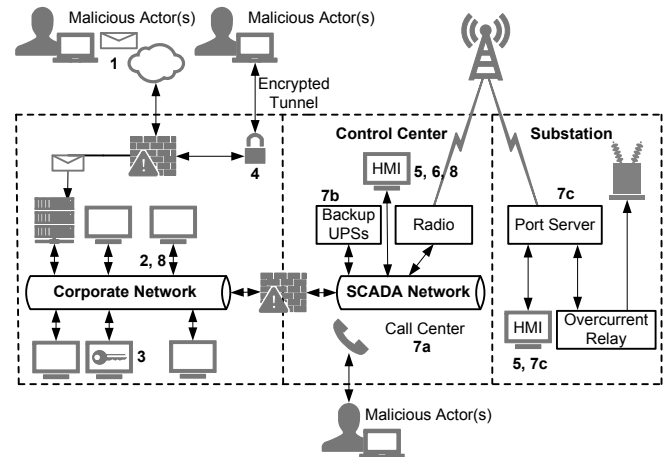 Malicious Actor(s)
Malicious Actor(s)
1
Encrypted
Tunnel
4
Control Center
Substation
HMI
5, 6, 8
7b
Backup
UPSs
Radio
7c
Port Server
2, 8
Corporate Network
SCADA Network
3
Call Center
7a
HMI
5, 7c
Overcurrent
Relay
Malicious Actor(s)